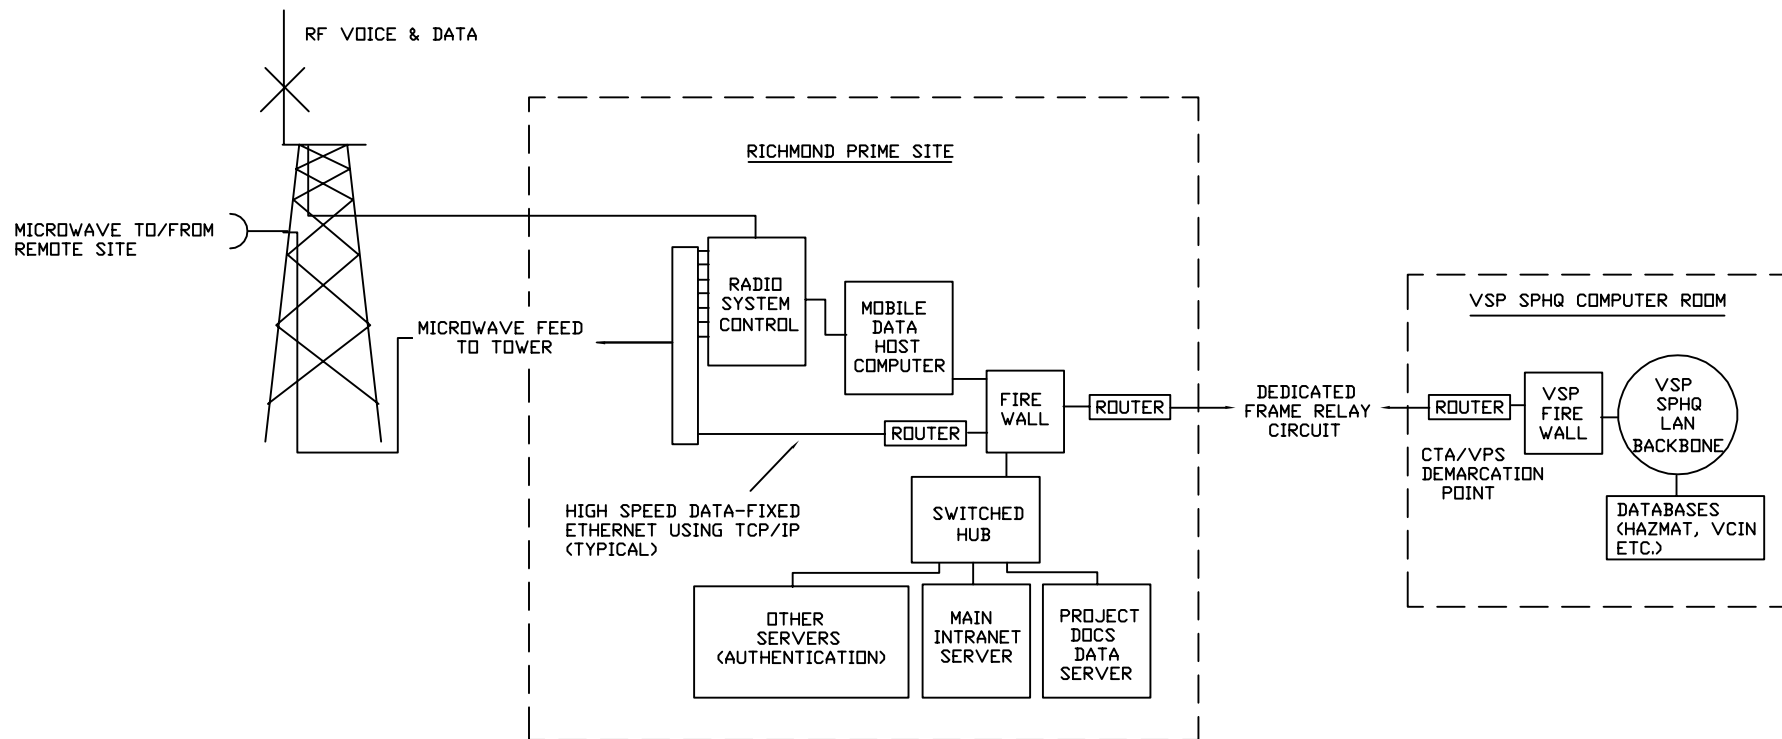 RF VOICE & DATA
RICHMOND PRIME SITE
MICROWAVE TO/FROM
REMOTE SITE
RADIO
SYSTEM
CONTROL
MOBILE
DATA
HOST
COMPUTER
MICROWAVE FEED
TO TOWER
FIRE
WALL
ROUTER
ROUTER
HIGH SPEED DATA-FIXED
ETHERNET USING TCP/IP
(TYPICAL)
SWITCHED
HUB
OTHER
SERVERS
(AUTHENTICATION)
MAIN
INTRANET
SERVER
PROJECT
DOCS
DATA
SERVER
DEDICATED
FRAME RELAY
CIRCUIT
VSP SPHQ COMPUTER ROOM
ROUTER
VSP
FIRE
WALL
VSP
SPHQ
LAN
BACKBONE
CTA/VPS
DEMARCATION
POINT
DATABASES
(HAZMAT, VCIN
ETC.)